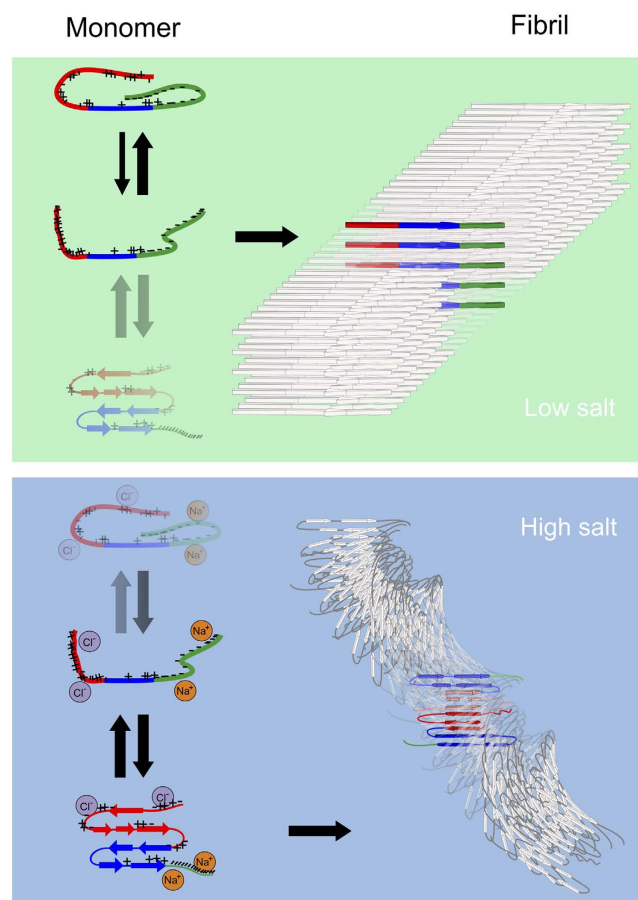 Monomer
Fibril
Low salt
High salt
Cl⁻
Na⁺
Cl⁻
Na⁺
Cl⁻
Na⁺
Cl⁻
Na⁺
Cl⁻
Cl⁻
Na⁺
Na⁺